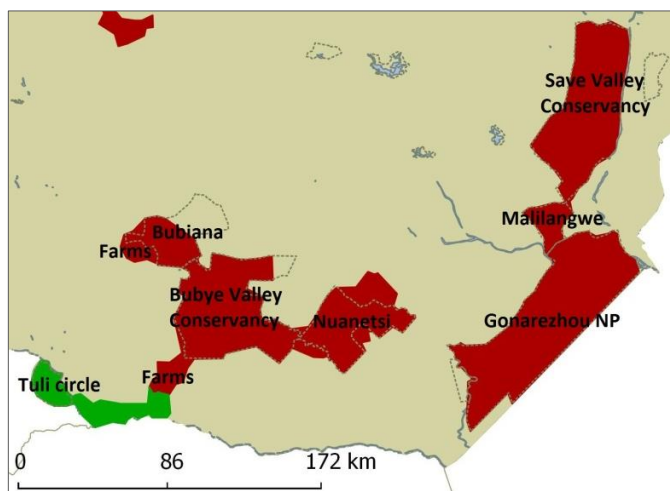 Save Valley
Conservancy
Malilangwe
Bubiana
Farms
Bubye Valley
Conservancy
Nuanetsi
Gonarezhou NP
Tuli circle
Farms
0 86 172 km